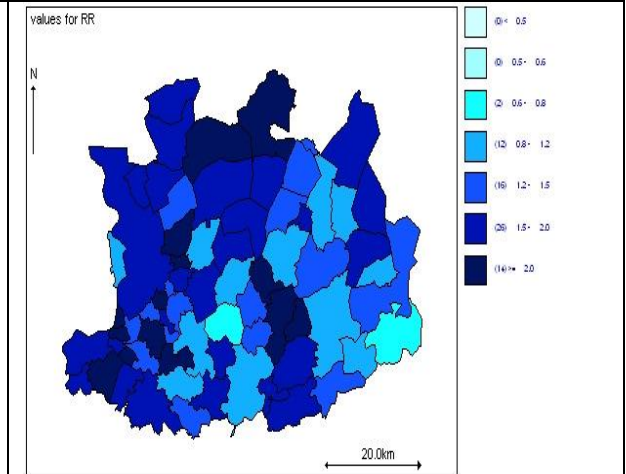 values for RR
N
(0) < 0.5
(0) 0.5 - 0.6
(2) 0.6 - 0.8
(12) 0.8 - 1.2
(16) 1.2 - 1.5
(26) 1.5 - 2.0
(14) >= 2.0
20.0km